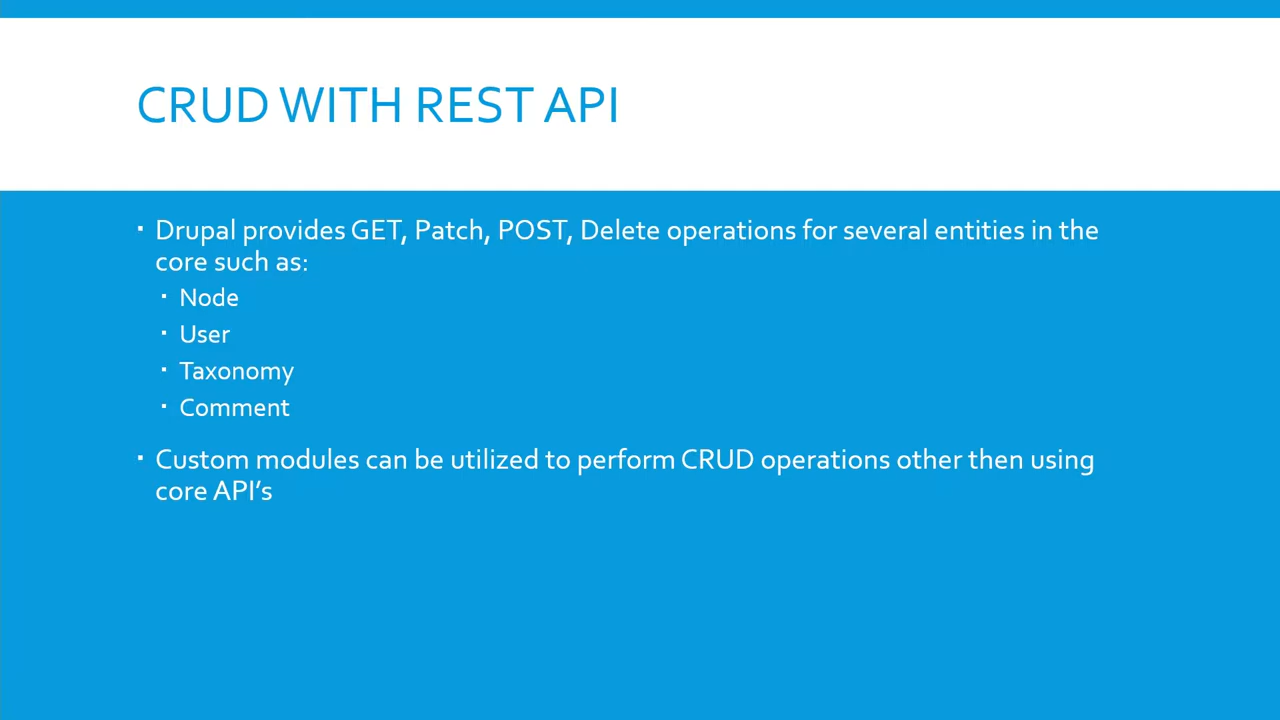 CRUD WITH REST API
▪ Drupal provides GET, Patch, POST, Delete operations for several entities in the
core such as:
▪ Node
▪ User
▪ Taxonomy
▪ Comment
▪ Custom modules can be utilized to perform CRUD operations other then using
core API’s